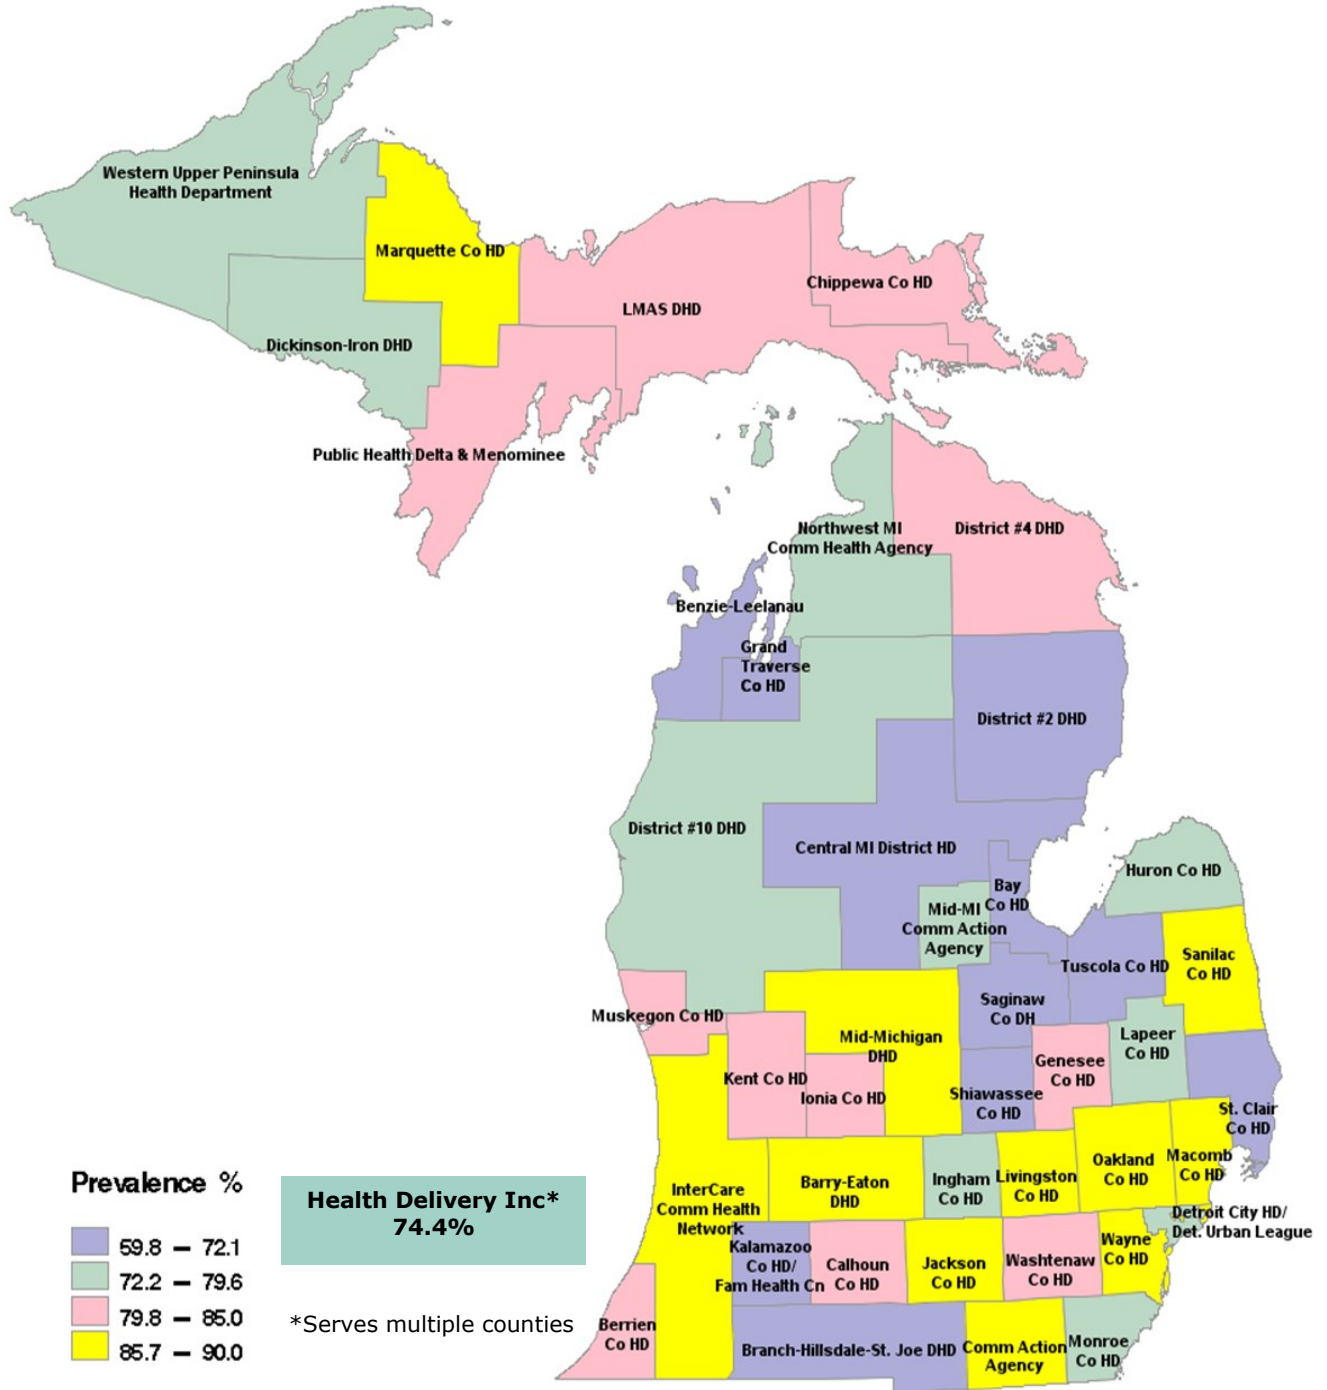 Western Upper Peninsula
Health Department
Marquette Co HD
Chippewa Co HD
LMAS DHD
Dickinson-Iron DHD
Public Health Delta & Menominee
Northwest MI
Comm Health Agency
District #4 DHD
Benzie-Leelanau
Grand
Traverse
Co HD
District #2 DHD
District #10 DHD
Central MI District HD
Huron Co HD
Bay
Co HD
Mid-MI
Comm Action
Agency
Tuscola Co HD
Sanilac
Co HD
Saginaw
Co DH
Muskegon Co HD
Mid-Michigan
DHD
Lapeer
Co HD
Genesee
Co HD
Kent Co HD
Ionia Co HD
Shiawassee
Co HD
St. Clair
Co HD
InterCare
Comm Health
Network
Barry-Eaton
DHD
Ingham
Co HD
Livingston
Co HD
Oakland
Co HD
Macomb
Co HD
Detroit City HD/
Det. Urban League
Kalamazoo
Co HD/
Fam Health Cn
Calhoun
Co HD
Jackson
Co HD
Washtenaw
Co HD
Wayne
Co HD
Berrien
Co HD
Branch-Hillsdale-St. Joe DHD
Comm Action
Agency
Monroe
Co HD
Prevalence %
59.8 – 72.1
72.2 – 79.6
79.8 – 85.0
85.7 – 90.0
Health Delivery Inc*
74.4%
*Serves multiple counties